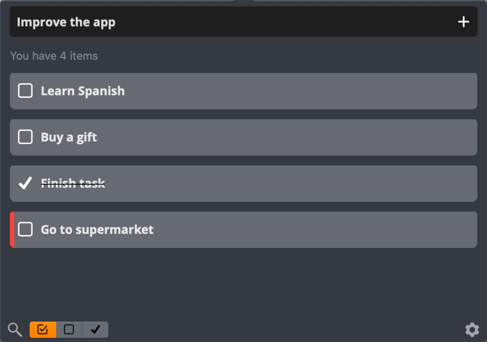 Improve the app
You have 4 items
Learn Spanish
Buy a gift
Finish task
Go to supermarket